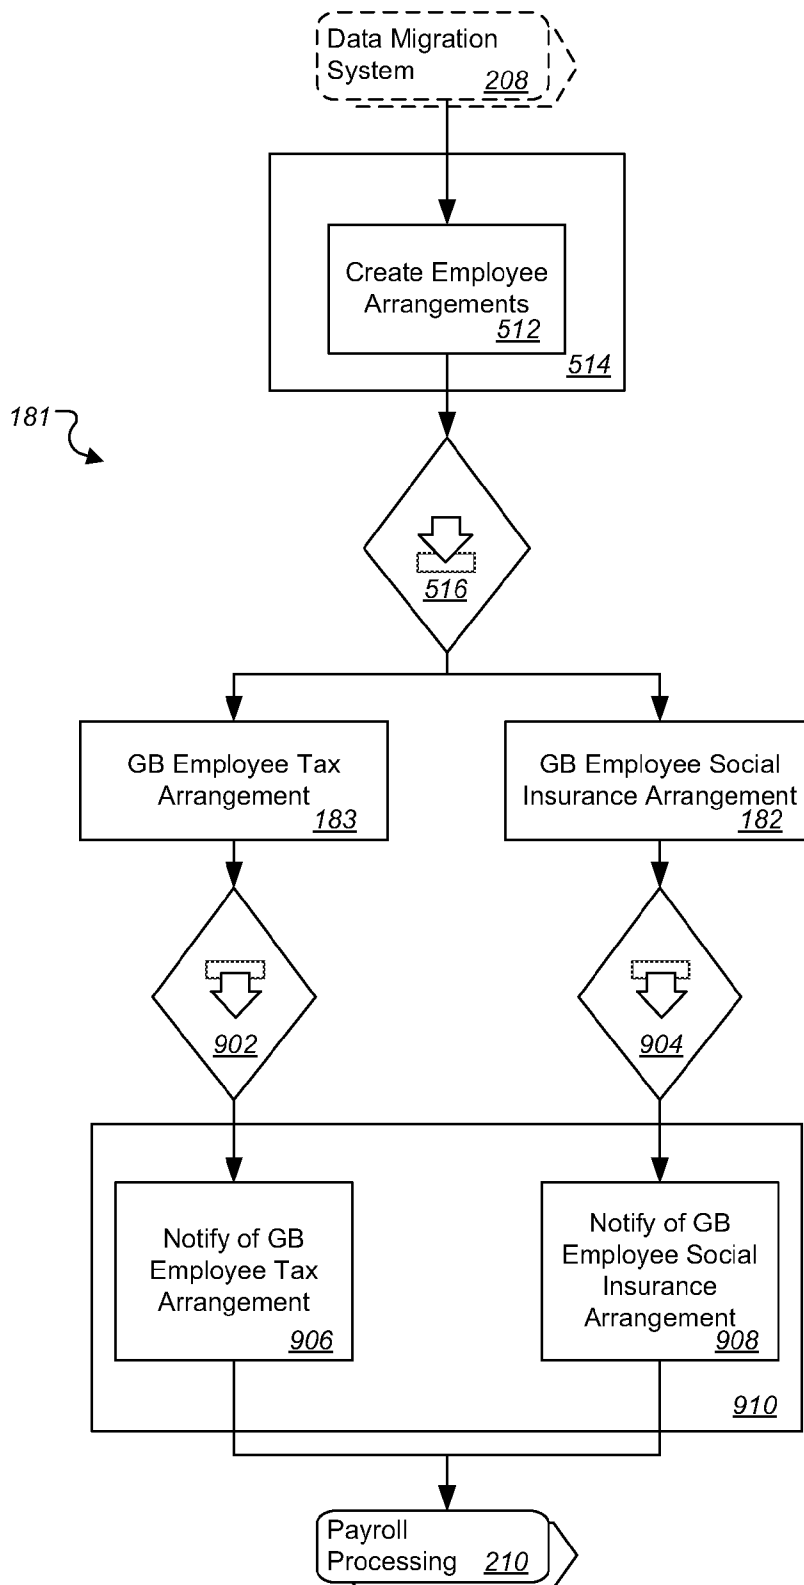 Data Migration
System 208
Create Employee
Arrangements
512
514
181
516
GB Employee Tax
Arrangement
183
GB Employee Social
Insurance Arrangement
182
902
904
Notify of GB
Employee Tax
Arrangement
906
Notify of GB
Employee Social
Insurance
Arrangement
908
910
Payroll
Processing 210